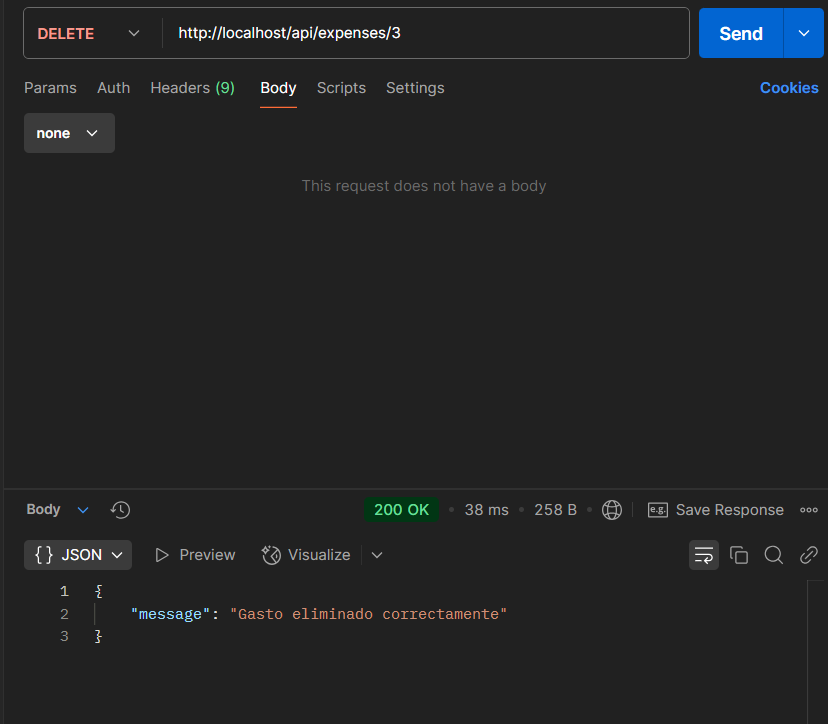 DELETE http://localhost/api/expenses/3 Send
Params Auth Headers (9) Body Scripts Settings Cookies
none
This request does not have a body
Body 200 OK • 38 ms • 258 B • e.g. Save Response
{} JSON Preview Visualize
1 {
2 "message": "Gasto eliminado correctamente"
3 }